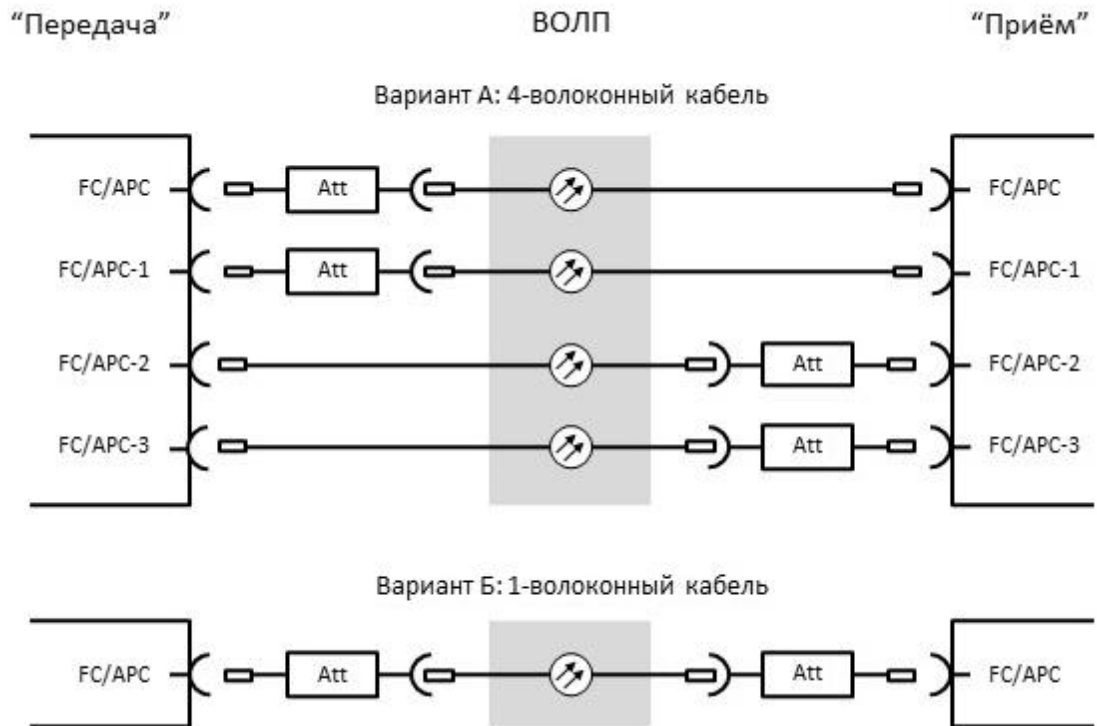 “Передача” ВОЛП “Приём”
Вариант А: 4-волоконный кабель
FC/APC Att FC/APC
FC/APC-1 Att FC/APC-1
FC/APC-2 Att FC/APC-2
FC/APC-3 Att FC/APC-3
Вариант Б: 1-волоконный кабель
FC/APC Att Att FC/APC